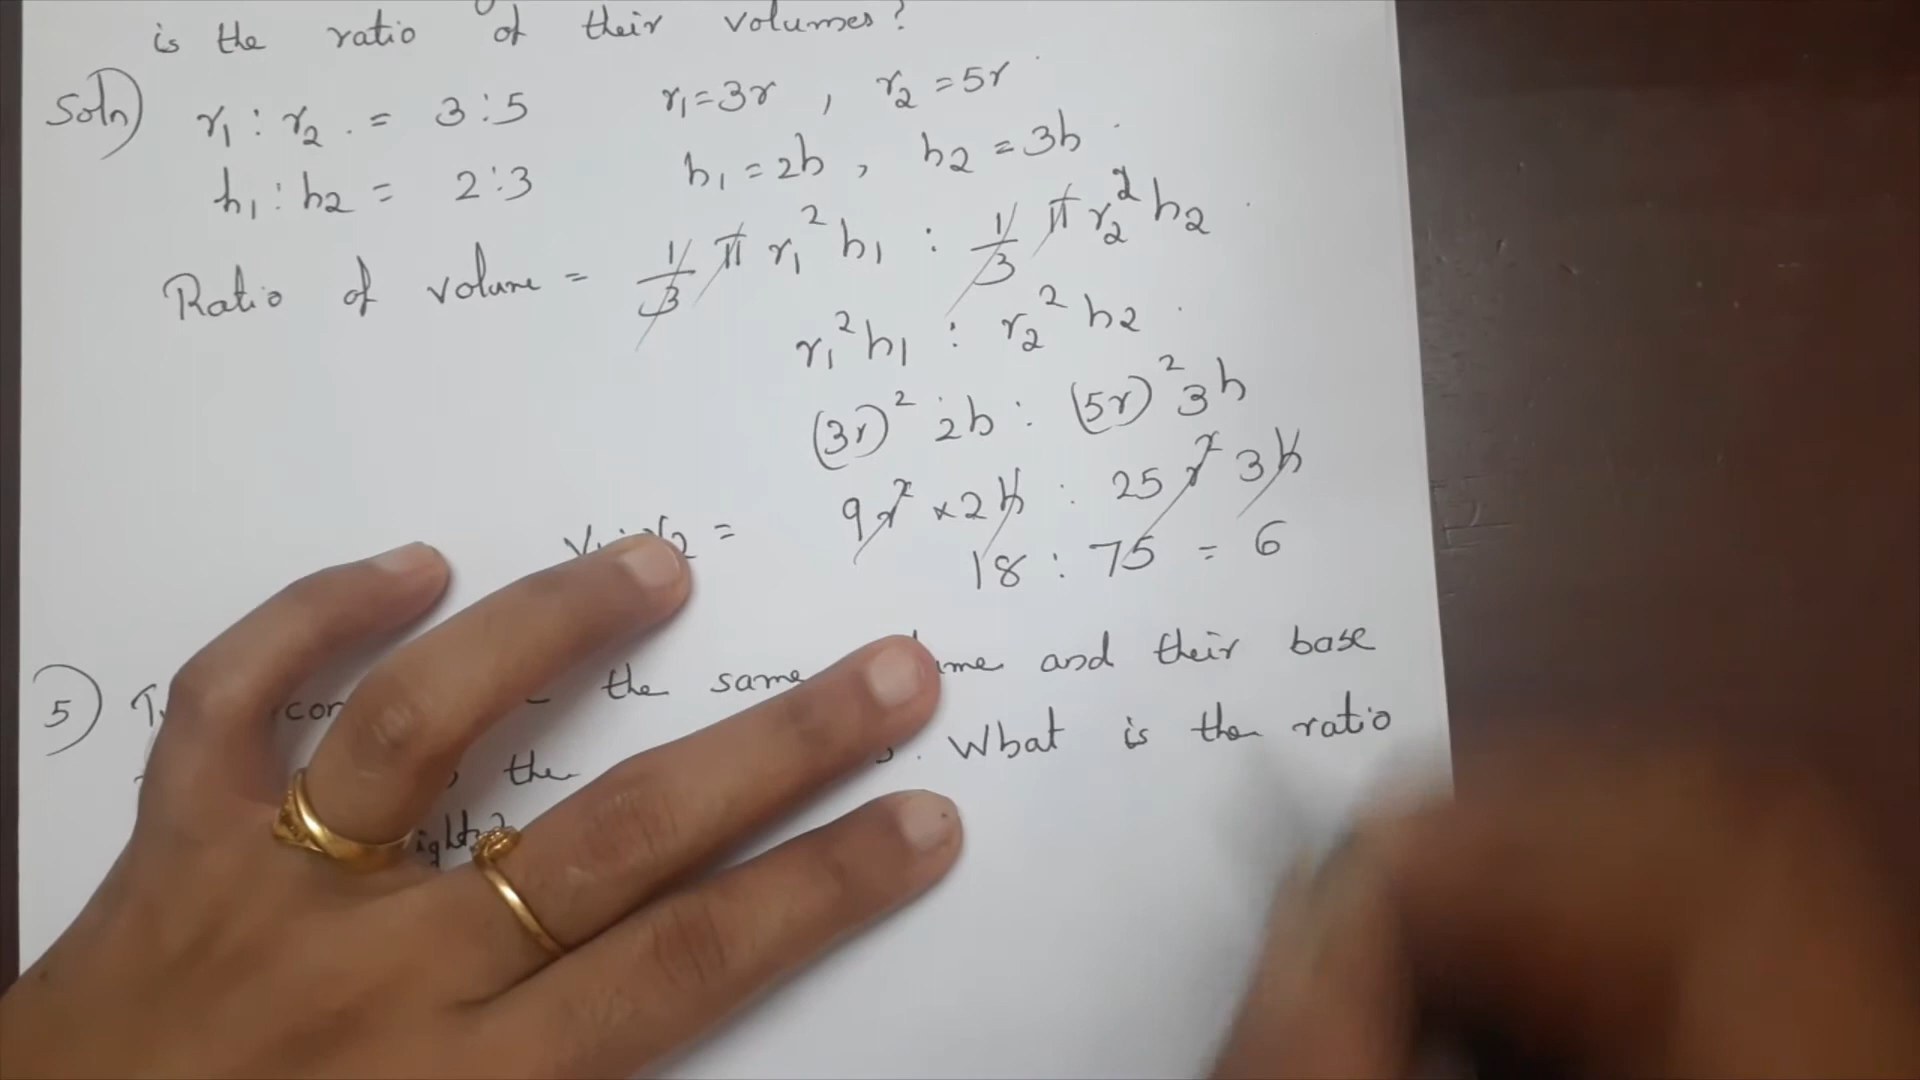 is the ratio of their volumes?
Soln) r₁ : r₂ . = 3:5 r₁=3r , r₂ =5r
h₁ : h₂ = 2:3 h₁ =2h , h₂ =3h
Ratio of volume = 1/3 π r₁² h₁ : 1/3 π r₂² h₂
r₁² h₁ : r₂² h₂
(3r)² 2h : (5r)² 3h
= 9r² ×2h : 25 r² 3h
18 : 75 = 6
5) the same and their base
the . What is the ratio